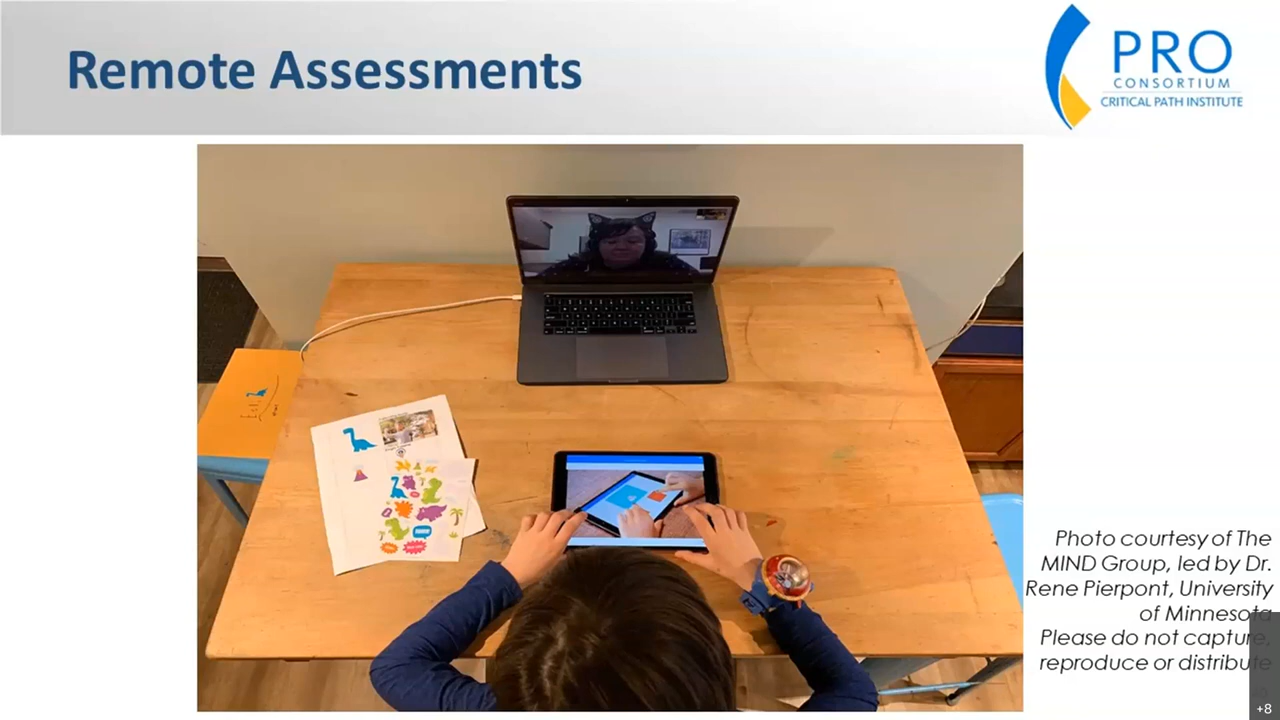 Remote Assessments
PRO
CONSORTIUM
CRITICAL PATH INSTITUTE
Photo courtesy of The
MIND Group, led by Dr.
Rene Pierpont, University
of Minnesota
Please do not capture,
reproduce or distribute
+8